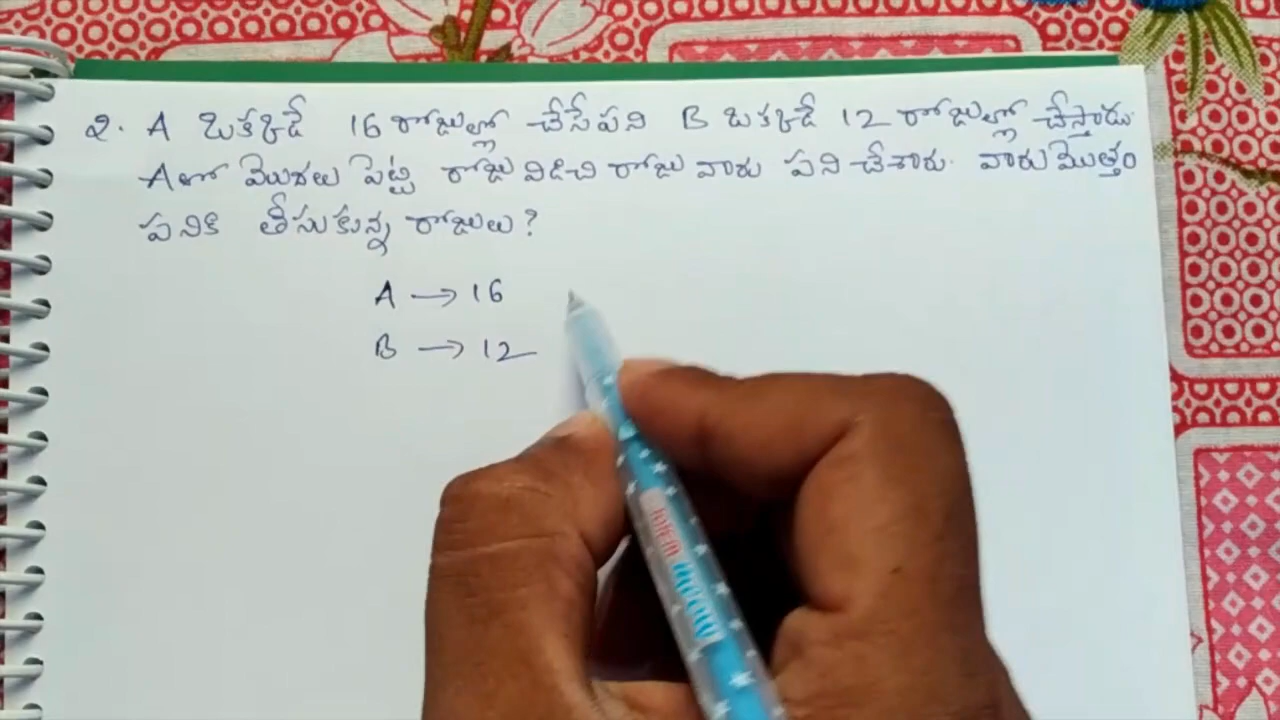 2. A ఒక్కడే 16 రోజుల్లో చేసేపని B ఒక్కడే 12 రోజుల్లో చేస్తారు.
A తో మొదలు పెట్టి రోజు విడిచి రోజు వారు పని చేశారు. వారు మొత్తం
పనికి తీసుకున్న రోజులు?
A → 16
B → 12